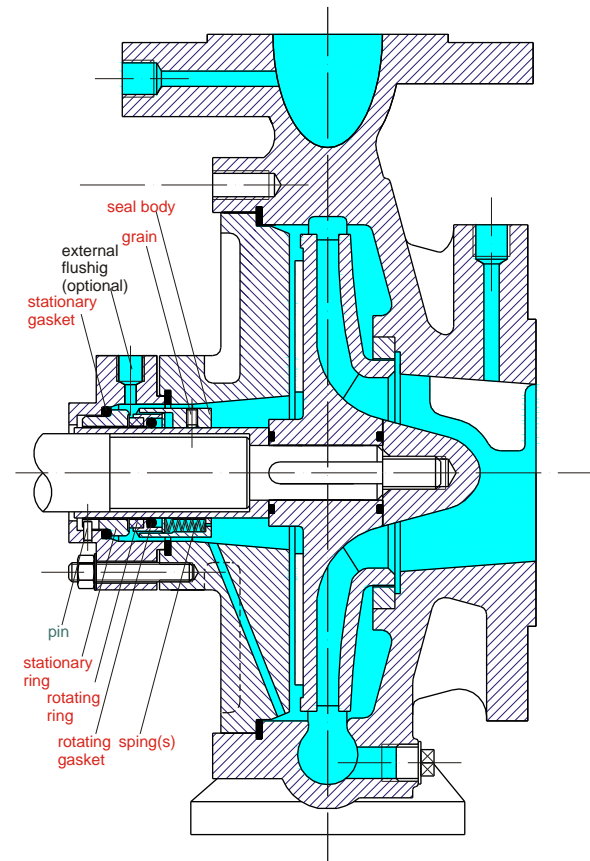 seal body
grain
external
flushig
(optional)
stationary
gasket
pin
stationary
ring
rotating
ring
rotating
gasket
sping(s)